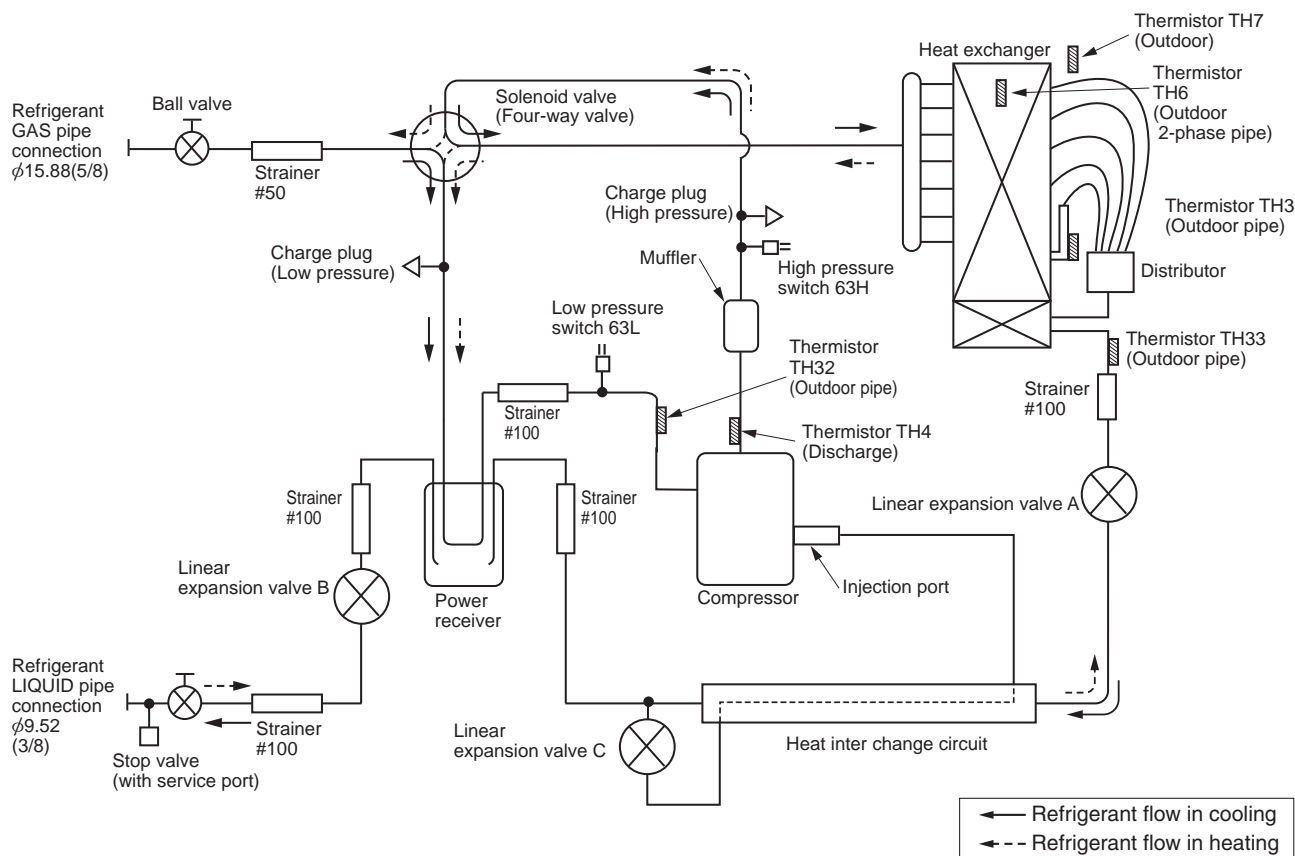 Refrigerant
GAS pipe
connection
ϕ15.88(5/8)
Ball valve
Strainer
#50
Solenoid valve
(Four-way valve)
Heat exchanger
Thermistor TH7
(Outdoor)
Thermistor
TH6
(Outdoor
2-phase pipe)
Charge plug
(High pressure)
Charge plug
(Low pressure)
Muffler
High pressure
switch 63H
Thermistor TH3
(Outdoor pipe)
Distributor
Low pressure
switch 63L
Thermistor
TH32
(Outdoor pipe)
Thermistor TH33
(Outdoor pipe)
Strainer
#100
Strainer
#100
Thermistor TH4
(Discharge)
Strainer
#100
Strainer
#100
Linear expansion valve A
Linear
expansion valve B
Power
receiver
Compressor
Injection port
Refrigerant
LIQUID pipe
connection
ϕ9.52
(3/8)
Strainer
#100
Stop valve
(with service port)
Linear
expansion valve C
Heat inter change circuit
Refrigerant flow in cooling
Refrigerant flow in heating